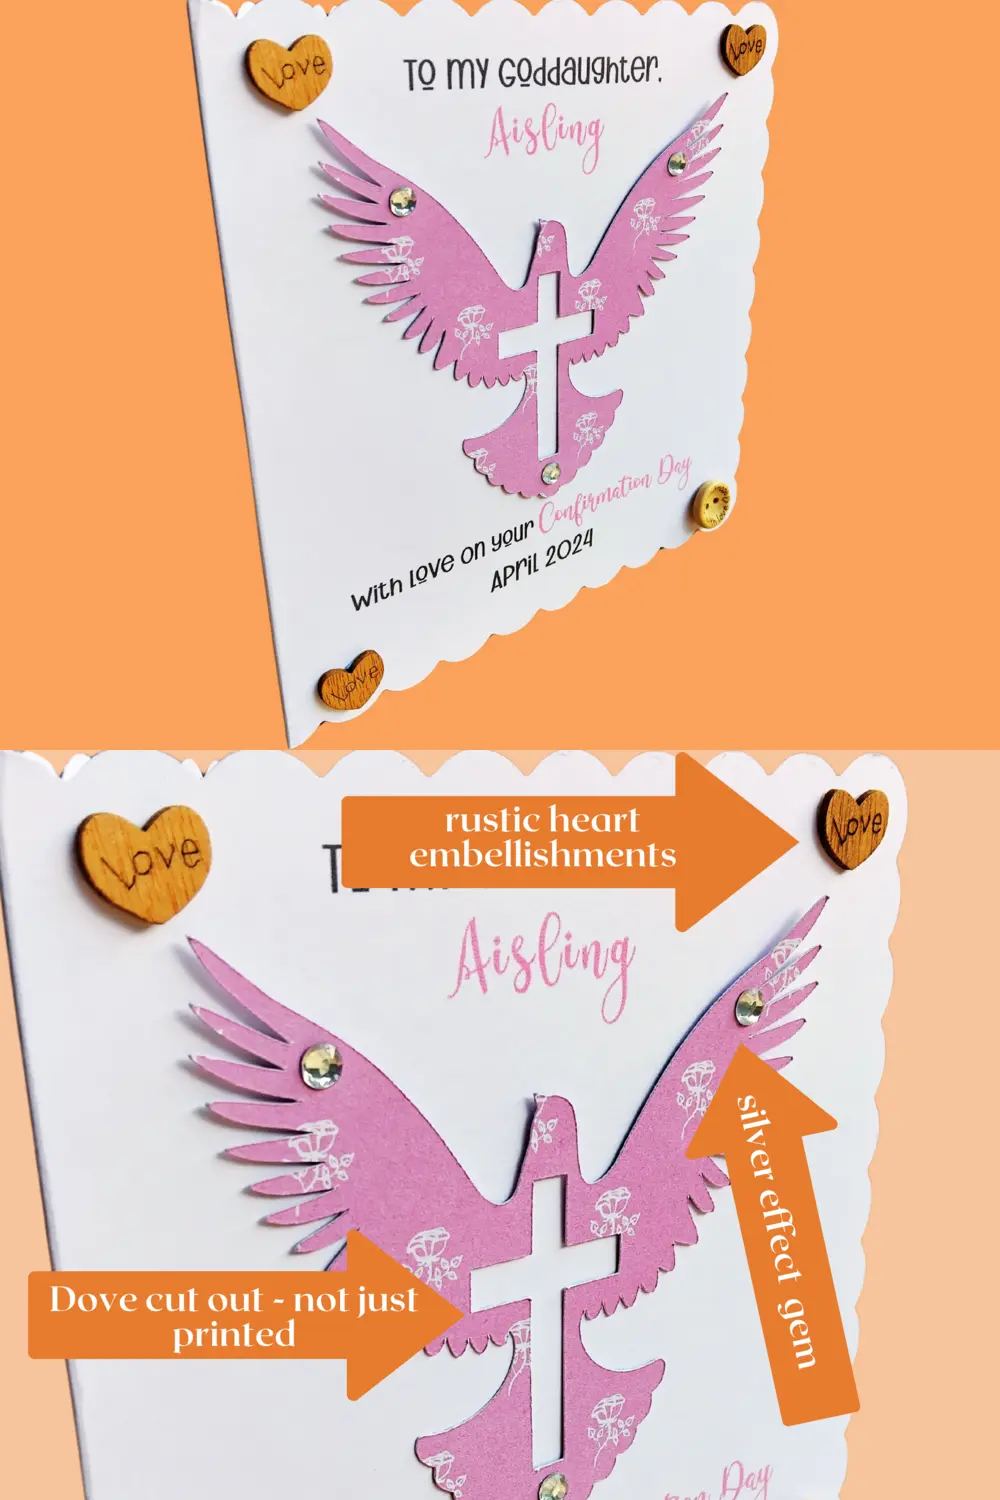 Love
Love
To my Goddaughter,
Aisling
With love on your Confirmation Day
April 2024
Love
Love
rustic heart
embellishments
Love
Aisling
silver effect gem
Dove cut out - not just
printed
Day